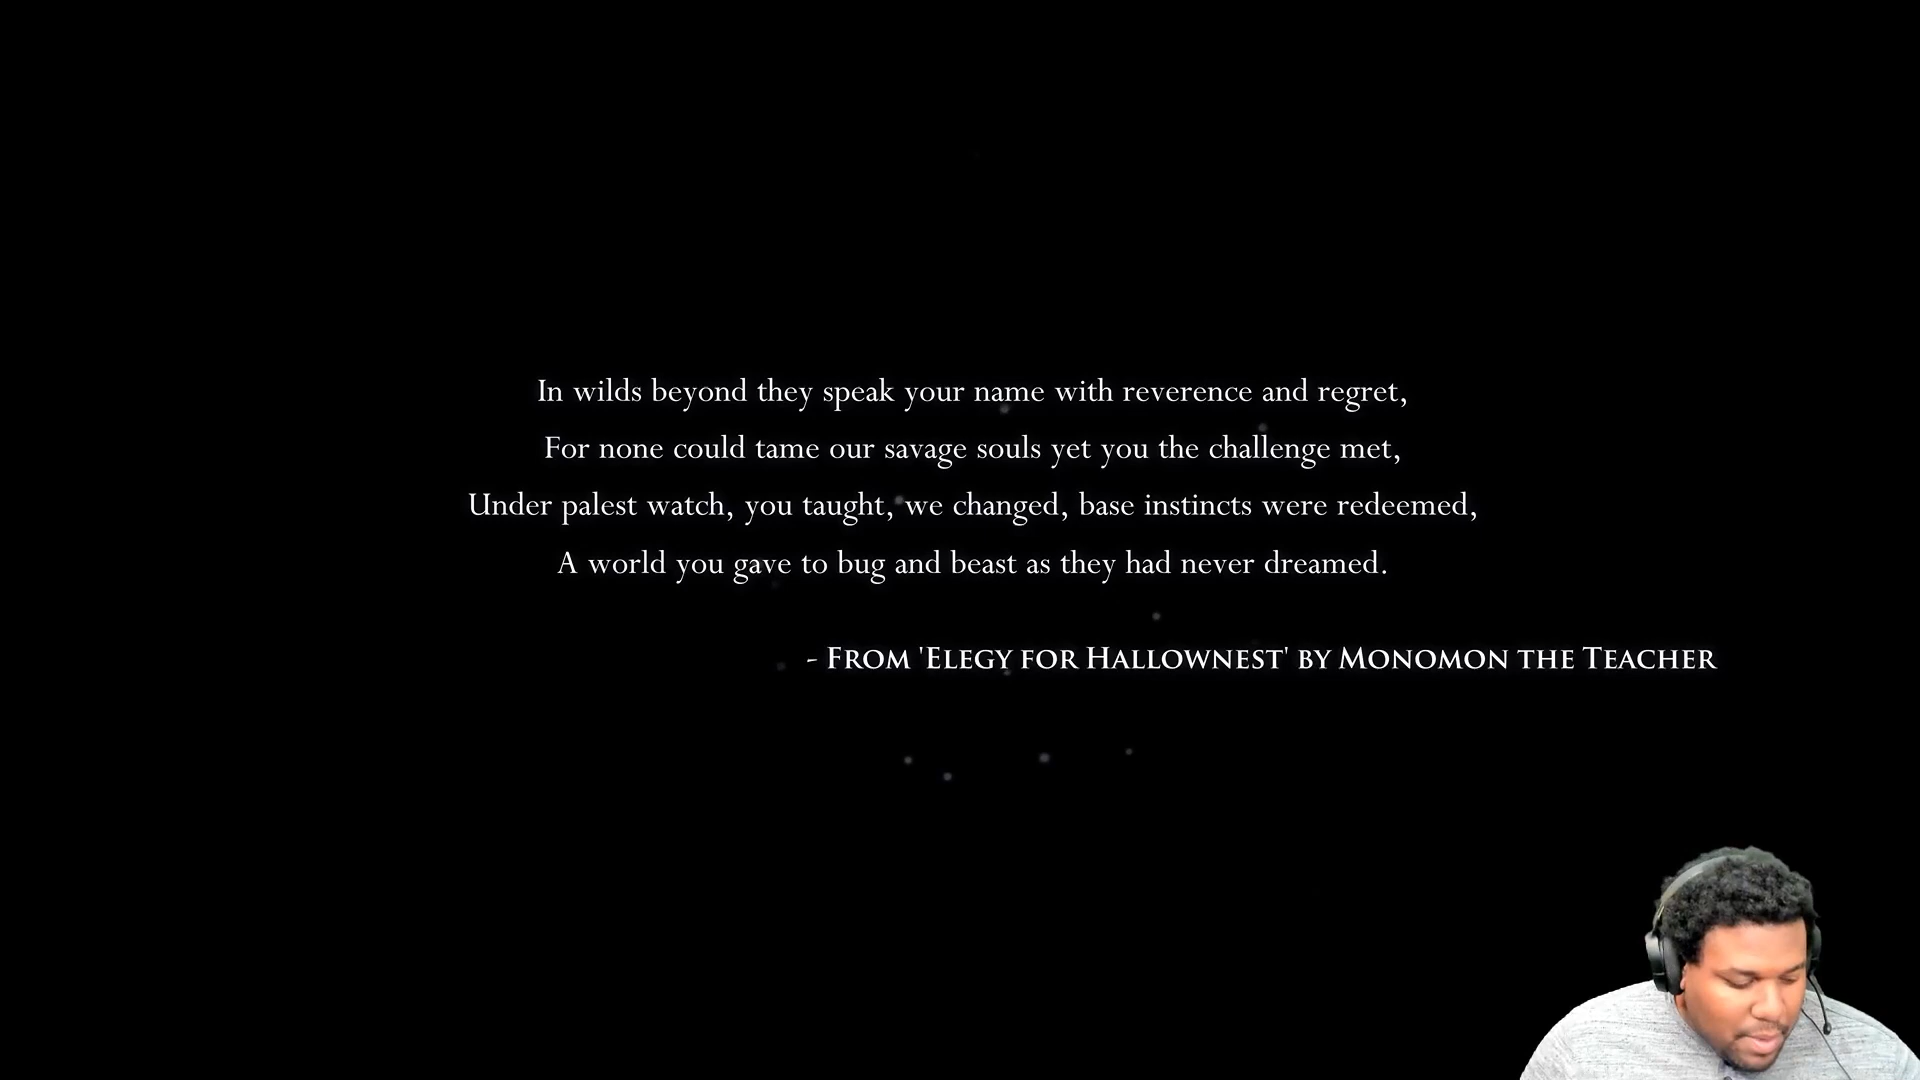 In wilds beyond they speak your name with reverence and regret,
For none could tame our savage souls yet you the challenge met,
Under palest watch, you taught, we changed, base instincts were redeemed,
A world you gave to bug and beast as they had never dreamed.
- From 'Elegy for Hallownest' by Monomon the Teacher